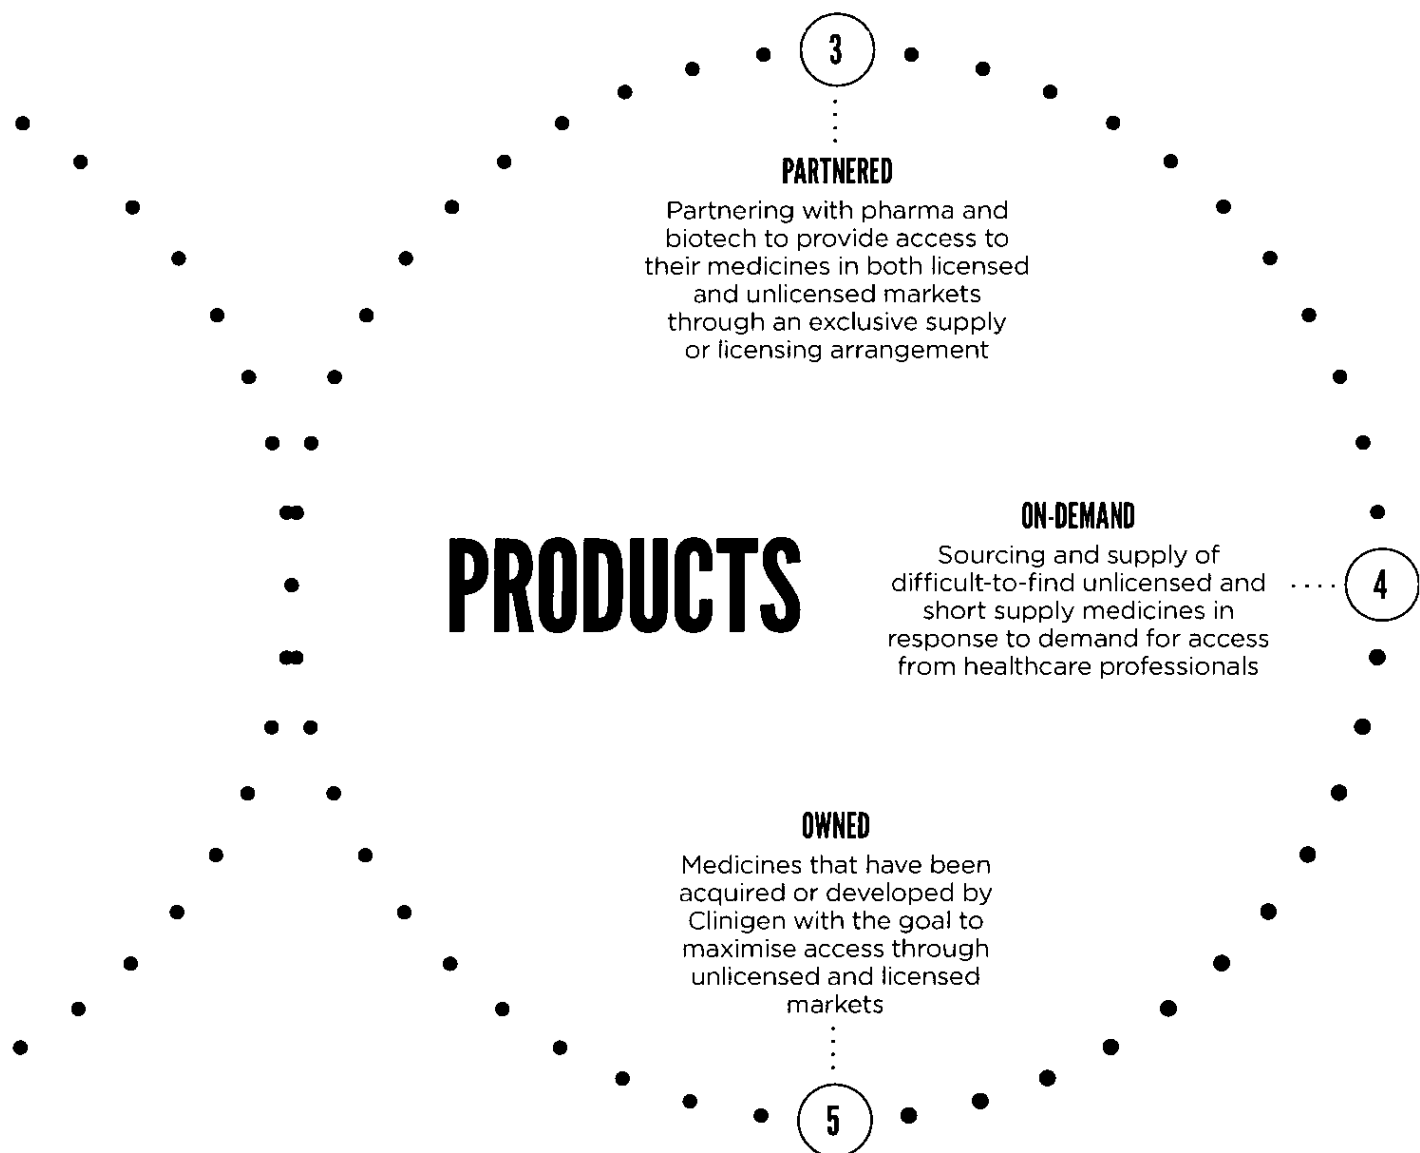 3
PARTNERED
Partnering with pharma and
biotech to provide access to
their medicines in both licensed
and unlicensed markets
through an exclusive supply
or licensing arrangement
PRODUCTS
ON-DEMAND
Sourcing and supply of
difficult-to-find unlicensed and
short supply medicines in
response to demand for access
from healthcare professionals
4
OWNED
Medicines that have been
acquired or developed by
Clinigen with the goal to
maximise access through
unlicensed and licensed
markets
5